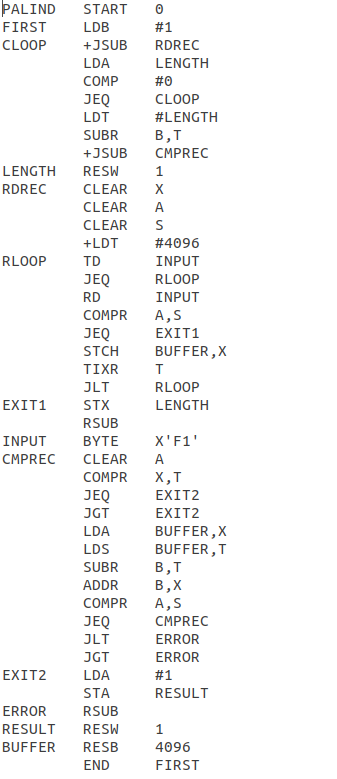 PALIND START 0
FIRST LDB #1
CLOOP +JSUB RDREC
LDA LENGTH
COMP #0
JEQ CLOOP
LDT #LENGTH
SUBR B,T
+JSUB CMPREC
LENGTH RESW 1
RDREC CLEAR X
CLEAR A
CLEAR S
+LDT #4096
RLOOP TD INPUT
JEQ RLOOP
RD INPUT
COMPR A,S
JEQ EXIT1
STCH BUFFER,X
TIXR T
JLT RLOOP
EXIT1 STX LENGTH
RSUB
INPUT BYTE X'F1'
CMPREC CLEAR A
COMPR X,T
JEQ EXIT2
JGT EXIT2
LDA BUFFER,X
LDS BUFFER,T
SUBR B,T
ADDR B,X
COMPR A,S
JEQ CMPREC
JLT ERROR
JGT ERROR
EXIT2 LDA #1
STA RESULT
ERROR RSUB
RESULT RESW 1
BUFFER RESB 4096
END FIRST